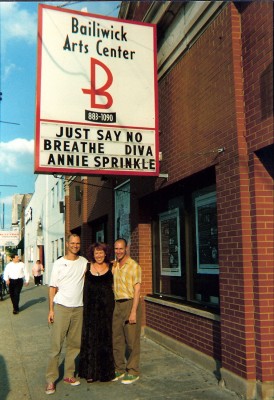 Bailiwick
Arts Center
B
883-1090
JUST SAY NO
BREATHE DIVA
ANNIE SPRINKLE